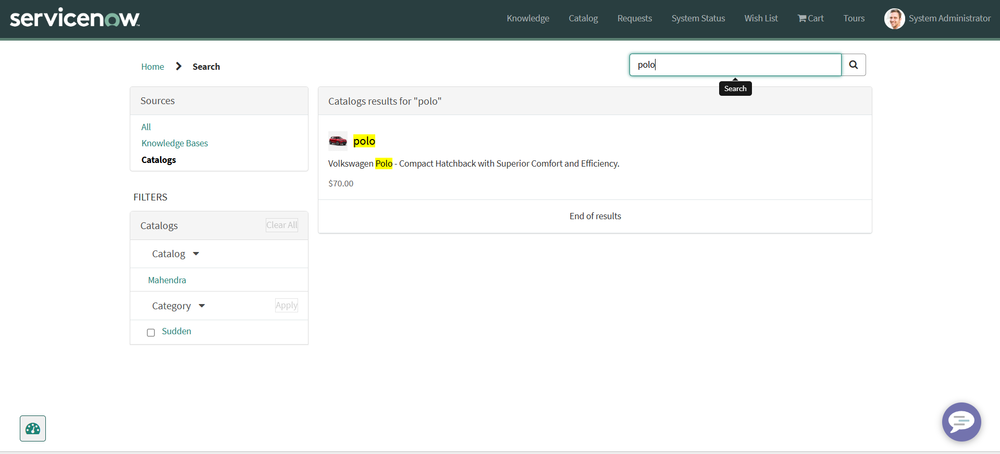 servicenow™
Knowledge Catalog Requests System Status Wish List Cart Tours System Administrator
Home Search
polo
Search
Sources
All
Knowledge Bases
Catalogs
Catalogs results for "polo"
polo
Volkswagen Polo - Compact Hatchback with Superior Comfort and Efficiency.
$70.00
End of results
FILTERS
Catalogs Clear All
Catalog
Mahendra
Category Apply
Sudden